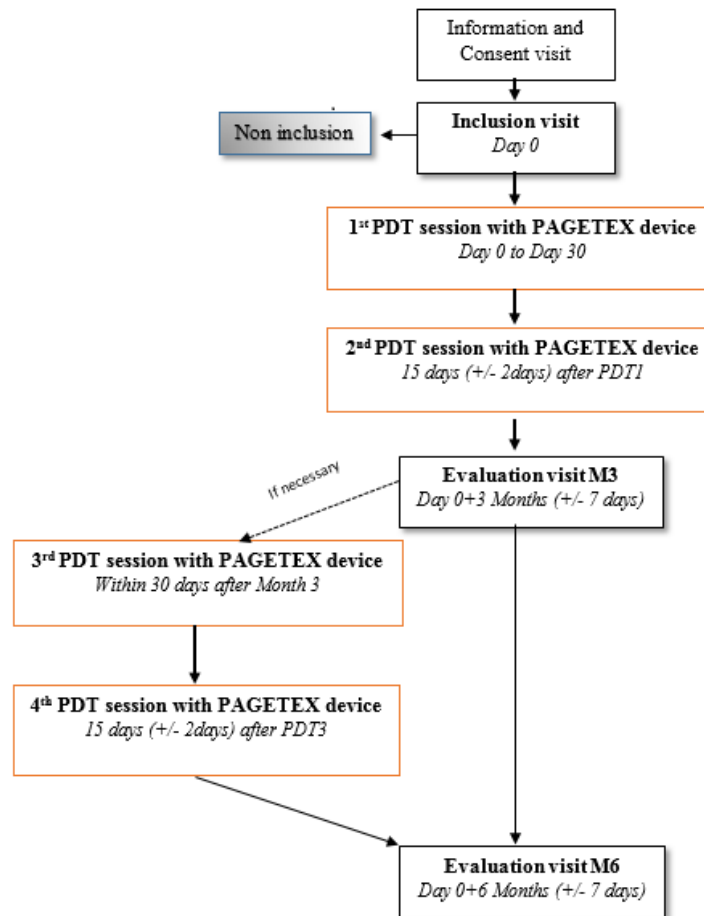 Information and
Consent visit
Non inclusion
Inclusion visit
Day 0
1st PDT session with PAGETEX device
Day 0 to Day 30
2nd PDT session with PAGETEX device
15 days (+/- 2days) after PDT1
Evaluation visit M3
Day 0+3 Months (+/- 7 days)
If necessary
3rd PDT session with PAGETEX device
Within 30 days after Month 3
4th PDT session with PAGETEX device
15 days (+/- 2days) after PDT3
Evaluation visit M6
Day 0+6 Months (+/- 7 days)